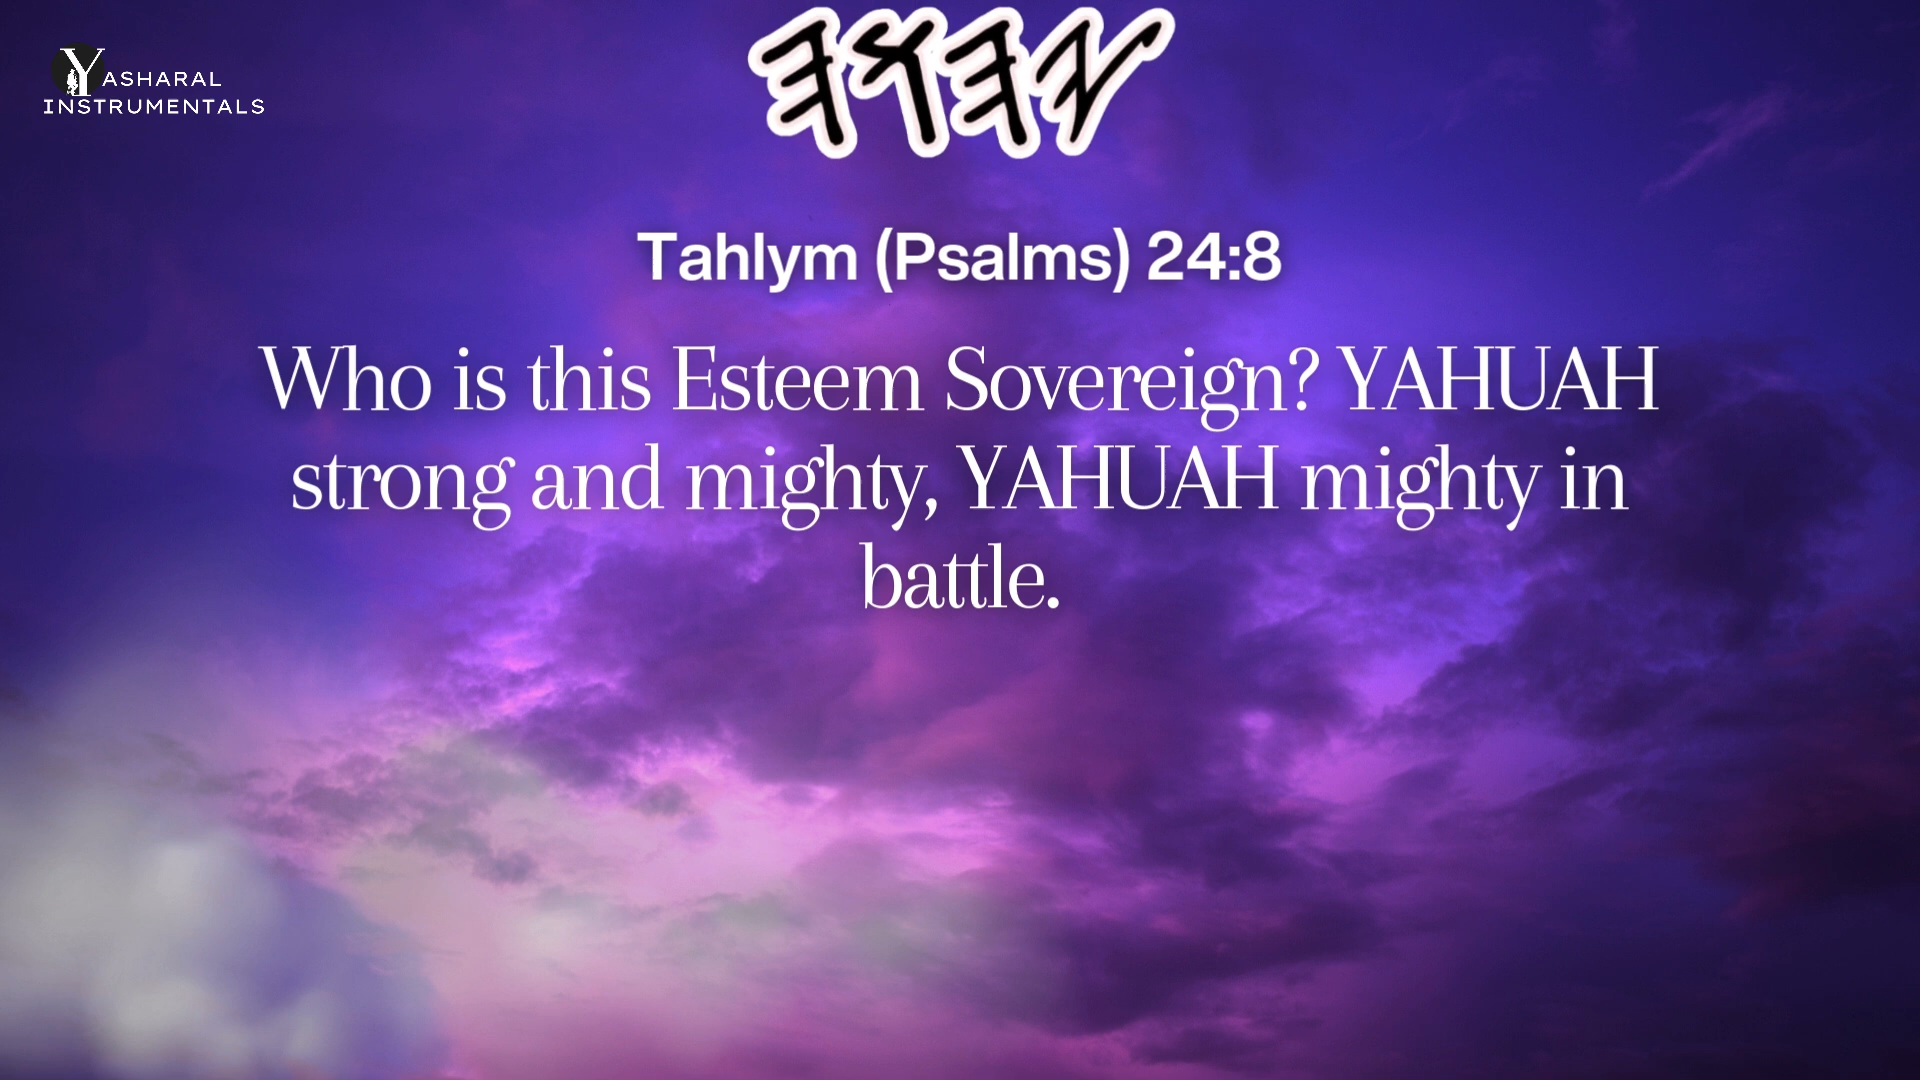 𐤉𐤄𐤅𐤄
YASHARAL
INSTRUMENTALS
Tahlym (Psalms) 24:8
Who is this Esteem Sovereign? YAHUAH
strong and mighty, YAHUAH mighty in
battle.